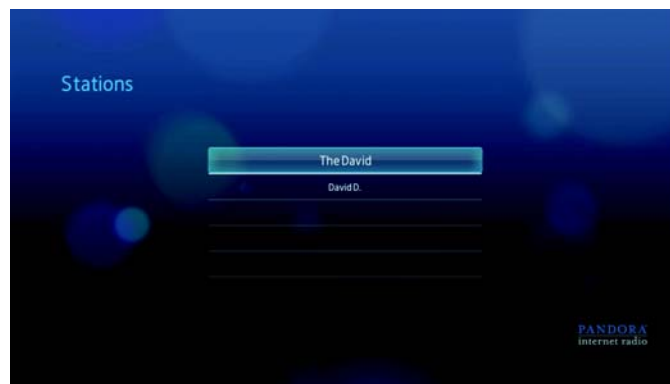 Stations
The David
David D.
PANDORA
internet radio